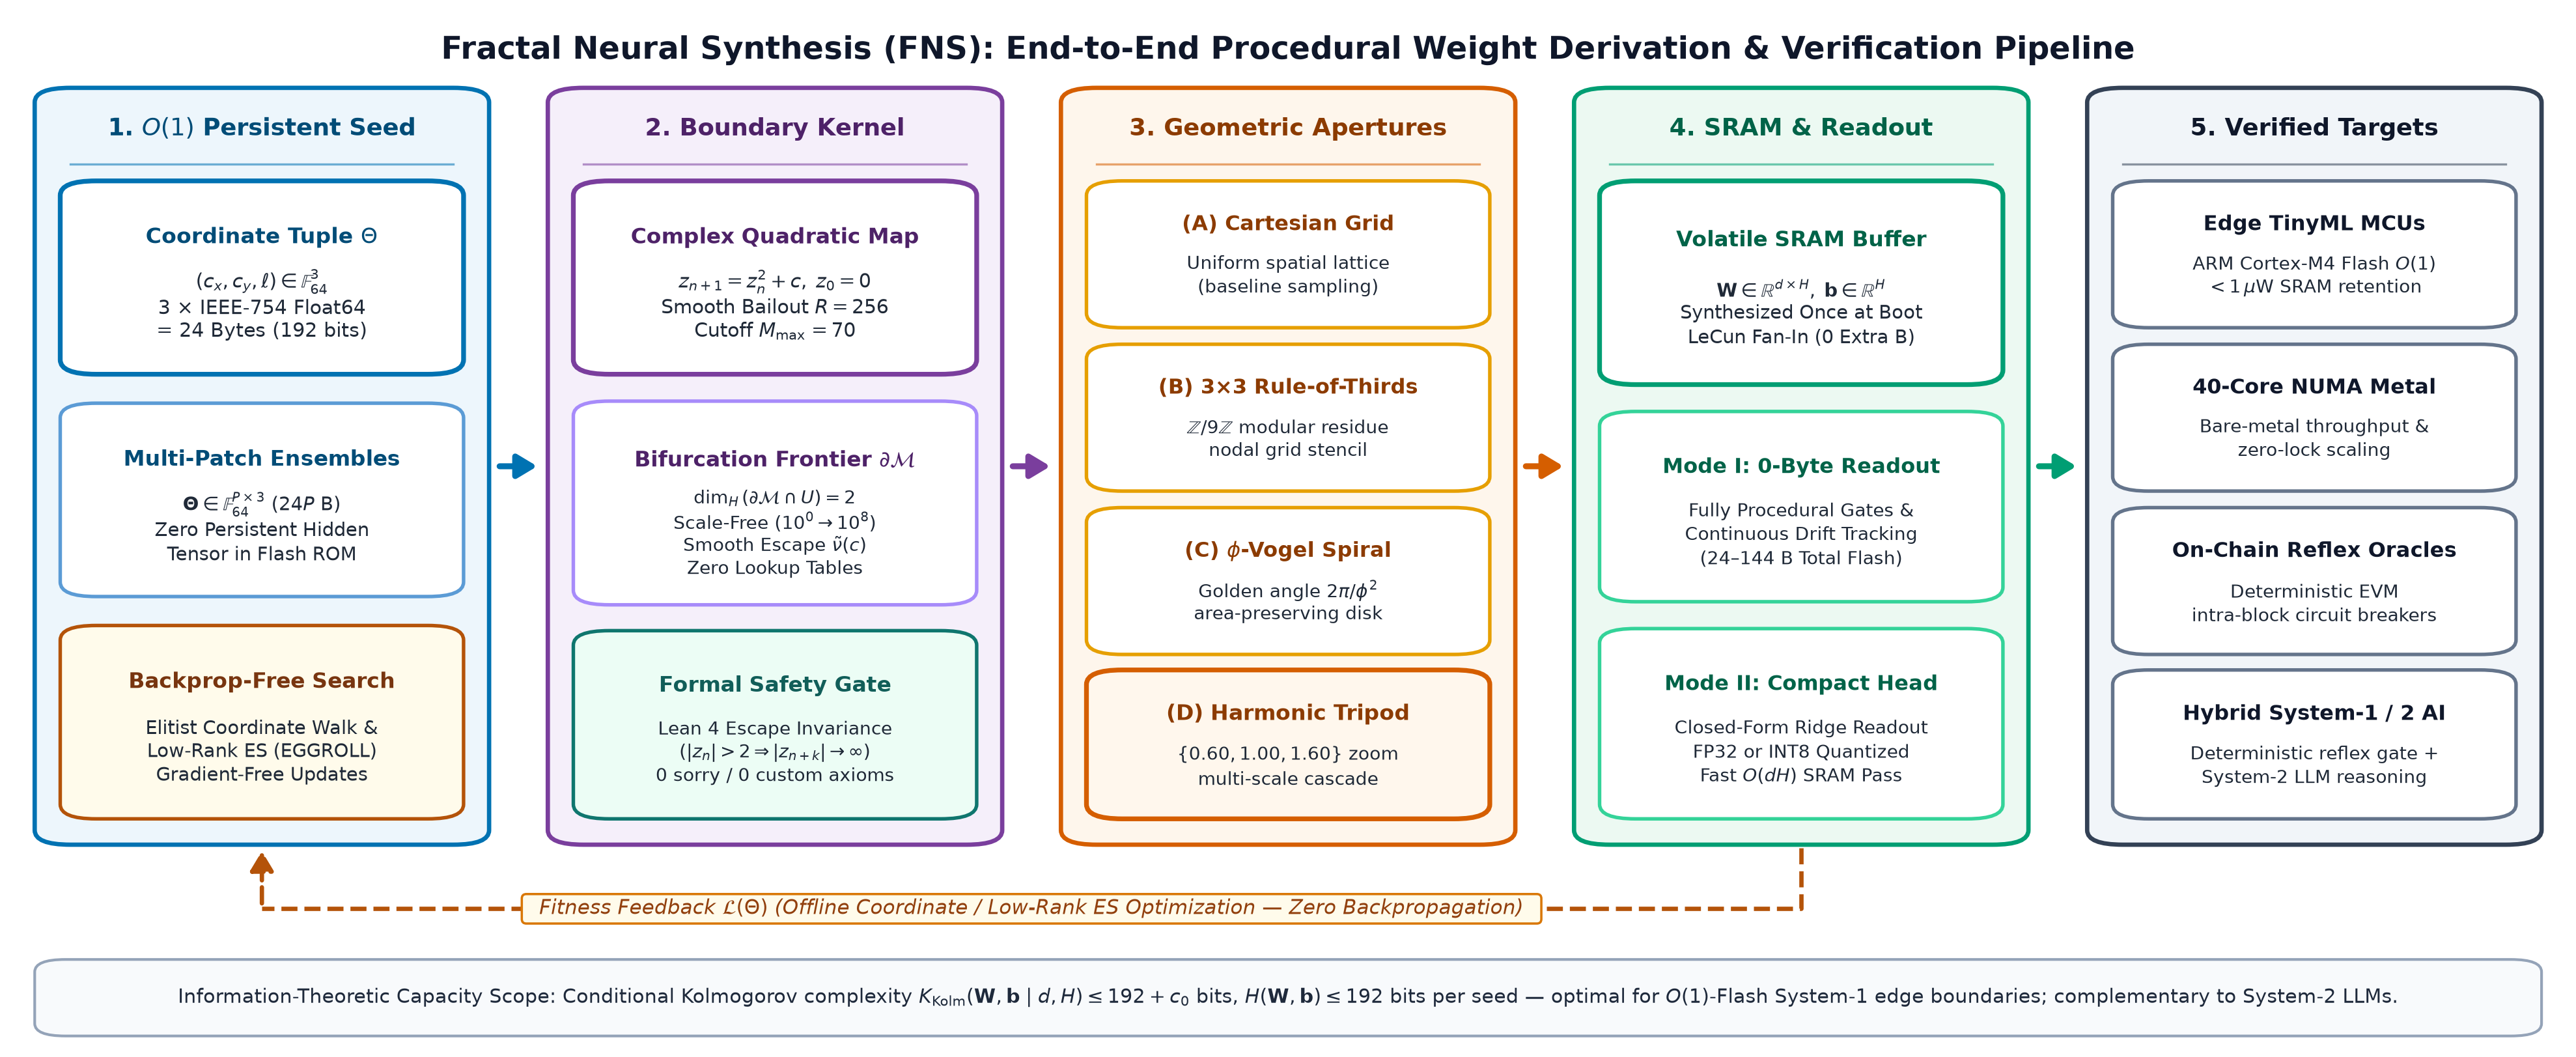 Fractal Neural Synthesis (FNS): End-to-End Procedural Weight Derivation & Verification Pipeline
1. O(1) Persistent Seed
Coordinate Tuple Θ
(cₓ, c_y, ℓ) ∈ 𝔽³₆₄
3 × IEEE-754 Float64
= 24 Bytes (192 bits)
Multi-Patch Ensembles
𝚯 ∈ 𝔽₆₄^{P×3} (24P B)
Zero Persistent Hidden
Tensor in Flash ROM
Backprop-Free Search
Elitist Coordinate Walk &
Low-Rank ES (EGGROLL)
Gradient-Free Updates
2. Boundary Kernel
Complex Quadratic Map
z_{n+1} = z_n² + c, z₀ = 0
Smooth Bailout R = 256
Cutoff M_max = 70
Bifurcation Frontier ∂ℳ
dim_H (∂ℳ ∩ U) = 2
Scale-Free (10⁰ → 10⁸)
Smooth Escape ν̃(c)
Zero Lookup Tables
Formal Safety Gate
Lean 4 Escape Invariance
(|z_n| > 2 ⇒ |z_{n+k}| → ∞)
0 sorry / 0 custom axioms
3. Geometric Apertures
(A) Cartesian Grid
Uniform spatial lattice
(baseline sampling)
(B) 3×3 Rule-of-Thirds
ℤ/9ℤ modular residue
nodal grid stencil
(C) ϕ-Vogel Spiral
Golden angle 2π/ϕ²
area-preserving disk
(D) Harmonic Tripod
{0.60, 1.00, 1.60} zoom
multi-scale cascade
4. SRAM & Readout
Volatile SRAM Buffer
𝐖 ∈ ℝ^{d×H}, 𝐛 ∈ ℝ^H
Synthesized Once at Boot
LeCun Fan-In (0 Extra B)
Mode I: 0-Byte Readout
Fully Procedural Gates &
Continuous Drift Tracking
(24–144 B Total Flash)
Mode II: Compact Head
Closed-Form Ridge Readout
FP32 or INT8 Quantized
Fast O(dH) SRAM Pass
5. Verified Targets
Edge TinyML MCUs
ARM Cortex-M4 Flash O(1)
< 1 μW SRAM retention
40-Core NUMA Metal
Bare-metal throughput &
zero-lock scaling
On-Chain Reflex Oracles
Deterministic EVM
intra-block circuit breakers
Hybrid System-1 / 2 AI
Deterministic reflex gate +
System-2 LLM reasoning
Fitness Feedback ℒ(Θ) (Offline Coordinate / Low-Rank ES Optimization — Zero Backpropagation)
Information-Theoretic Capacity Scope: Conditional Kolmogorov complexity K_Kolm(𝐖, 𝐛 | d, H) ≤ 192 + c₀ bits, H(𝐖, 𝐛) ≤ 192 bits per seed — optimal for O(1)-Flash System-1 edge boundaries; complementary to System-2 LLMs.